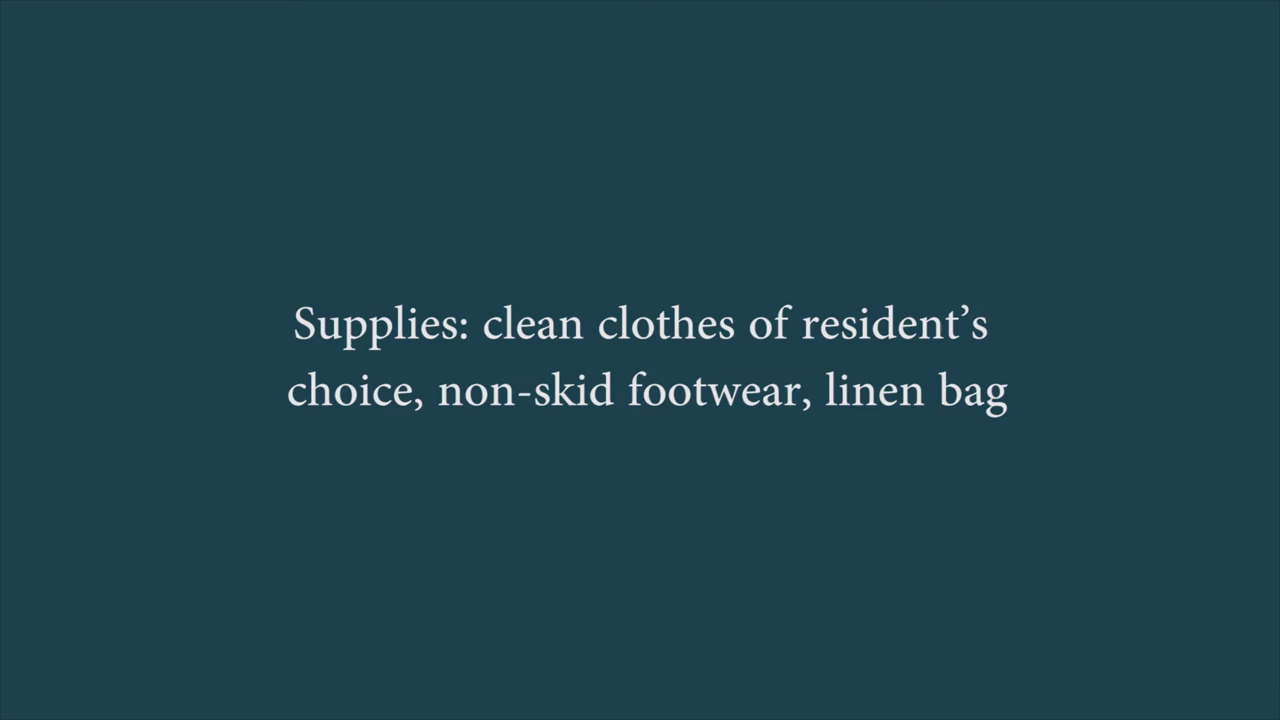 Supplies: clean clothes of resident’s
choice, non-skid footwear, linen bag